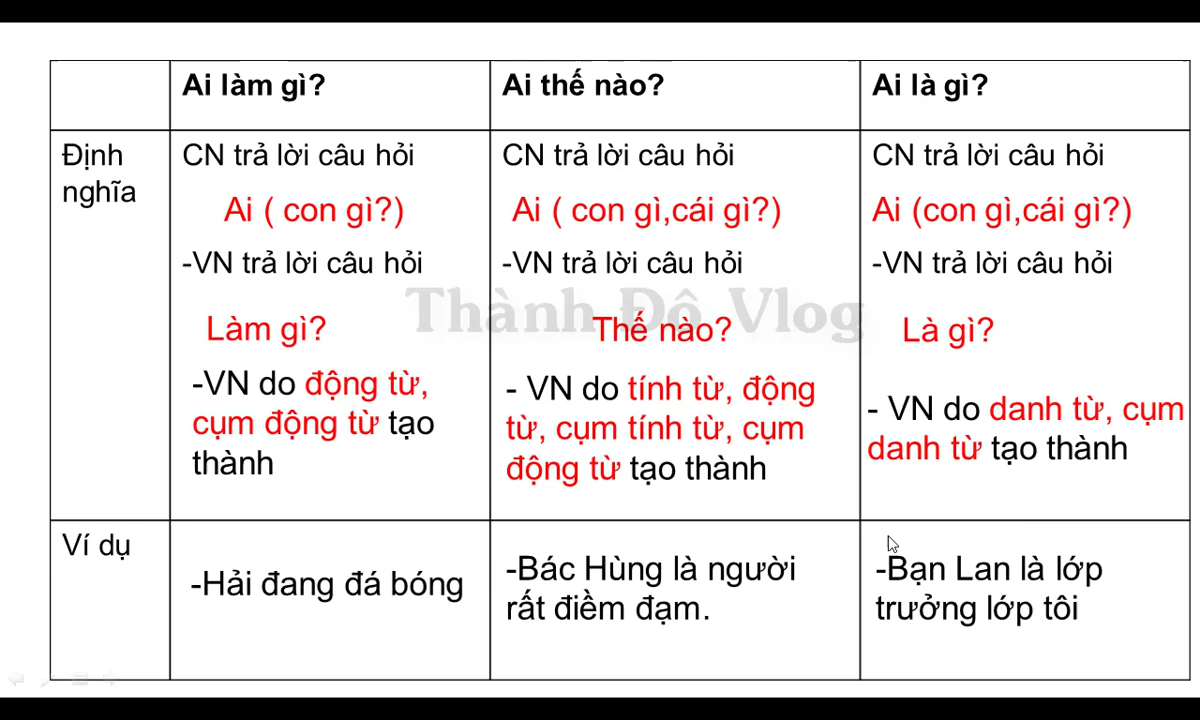 Ai làm gì?
Ai thế nào?
Ai là gì?
Định
nghĩa
CN trả lời câu hỏi
Ai ( con gì?)
-VN trả lời câu hỏi
Làm gì?
-VN do động từ,
cụm động từ tạo
thành
CN trả lời câu hỏi
Ai ( con gì,cái gì?)
-VN trả lời câu hỏi
Thế nào?
- VN do tính từ, động
từ, cụm tính từ, cụm
động từ tạo thành
CN trả lời câu hỏi
Ai (con gì,cái gì?)
-VN trả lời câu hỏi
Là gì?
- VN do danh từ, cụm
danh từ tạo thành
Thành Đô Vlog
Ví dụ
-Hải đang đá bóng
-Bác Hùng là người
rất điềm đạm.
-Bạn Lan là lớp
trưởng lớp tôi